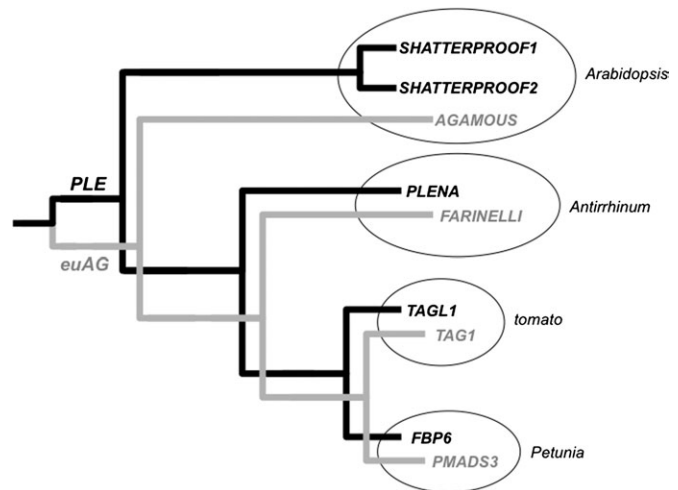 SHATTERPROOF1
Arabidopsis
SHATTERPROOF2
AGAMOUS
PLE
PLENA
Antirrhinum
FARINELLI
euAG
TAGL1
tomato
TAG1
FBP6
Petunia
PMADS3